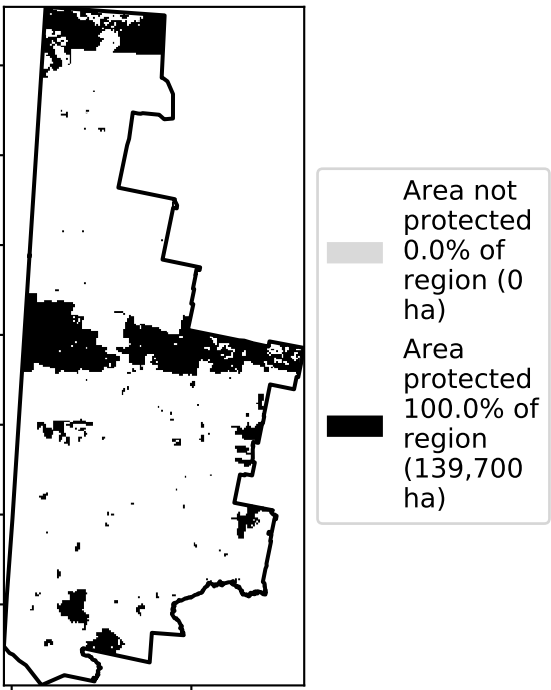 Area not
protected
0.0% of
region (0
ha)
Area
protected
100.0% of
region
(139,700
ha)